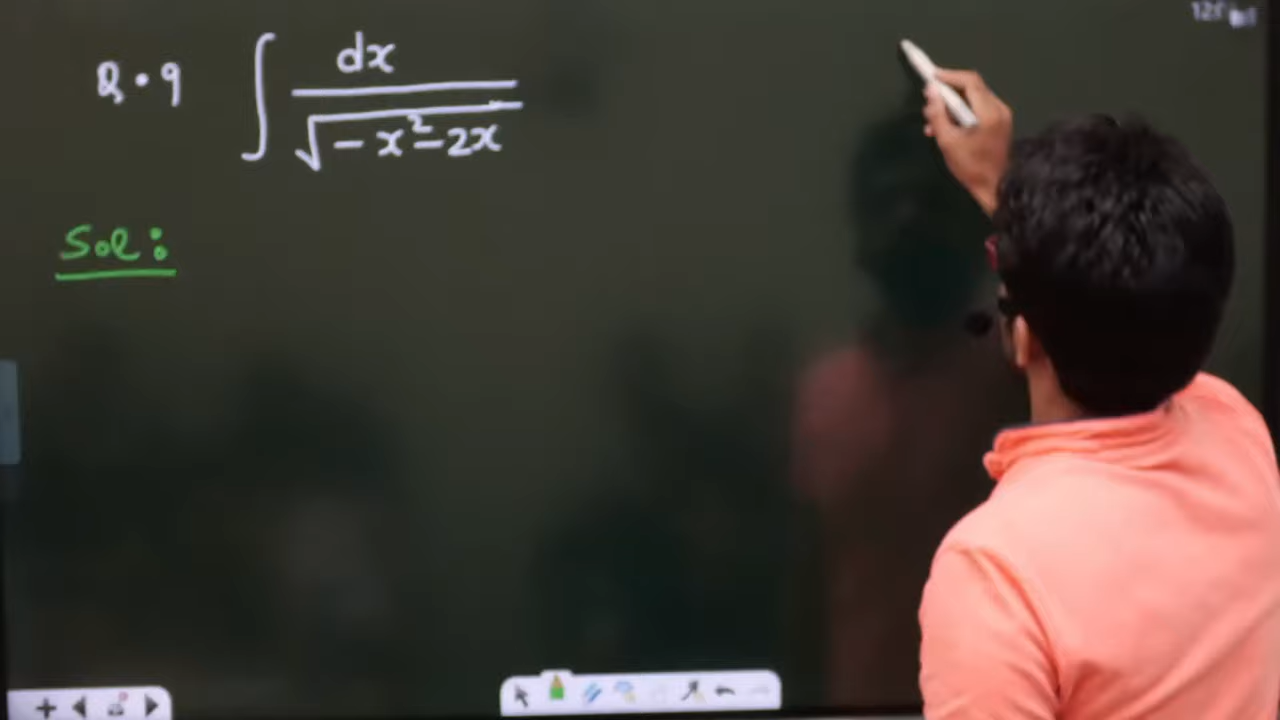 Q.9 ∫ dx / √(-x²-2x)
Sol: